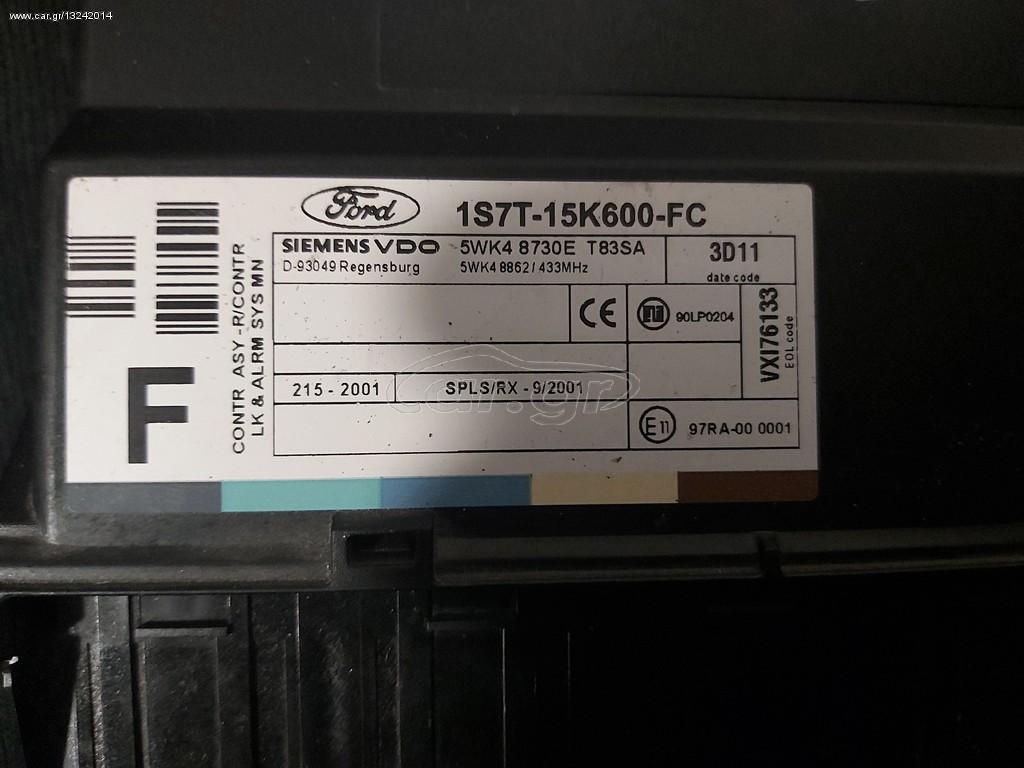 www.car.gr/13242014
Ford
1S7T-15K600-FC
SIEMENS VDO 5WK4 8730E T83SA
D-93049 Regensburg 5WK4 8862/433MHz
3D11
date code
CE
90LP0204
VXI76133
EOL code
215-2001
SPLS/RX-9/2001
E11
97RA-00 0001
F
CONTR ASY-R/CONTR
LK & ALRM SYS MN
car.gr